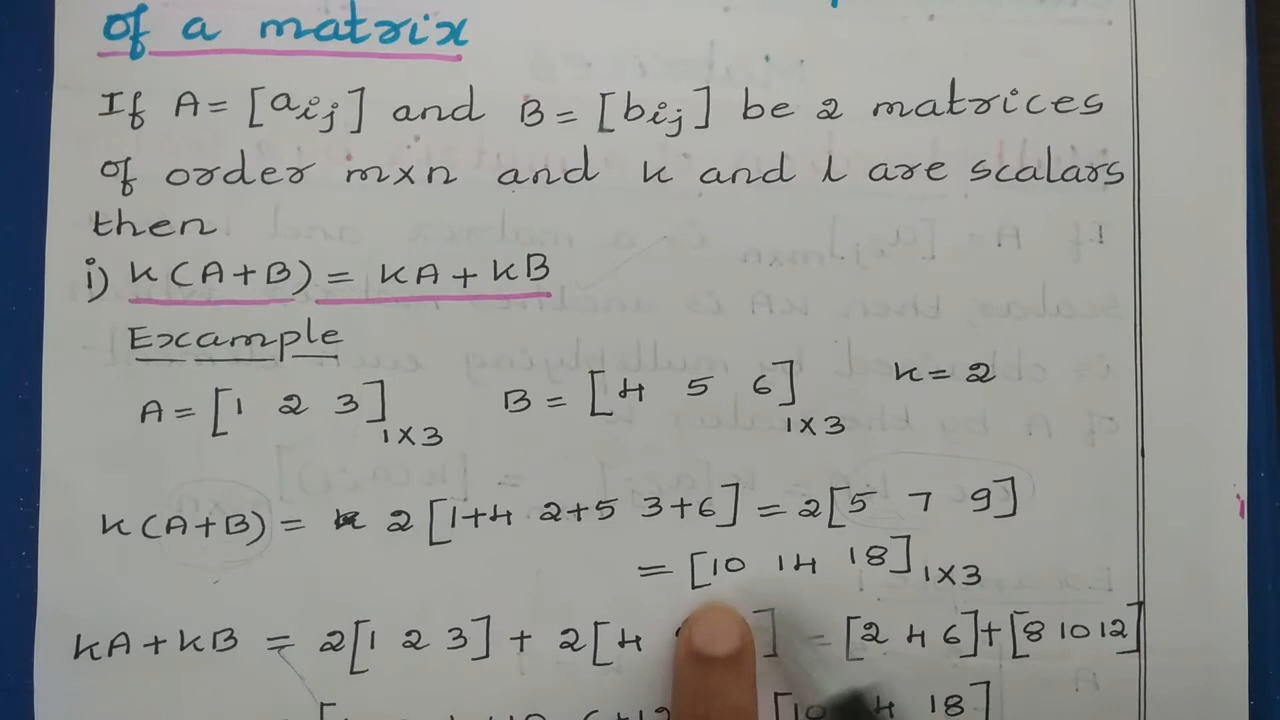 of a matrix
If A = [aij] and B = [bij] be 2 matrices
of order m×n and k and l are scalars
then
i) k(A+B) = kA + kB
Example
A = [1 2 3]1×3 B = [4 5 6]1×3 k = 2
k(A+B) = 2[1+4 2+5 3+6] = 2[5 7 9]
= [10 14 18]1×3
kA + kB = 2[1 2 3] + 2[4 ] = [2 4 6] + [8 10 12]
[10 18]